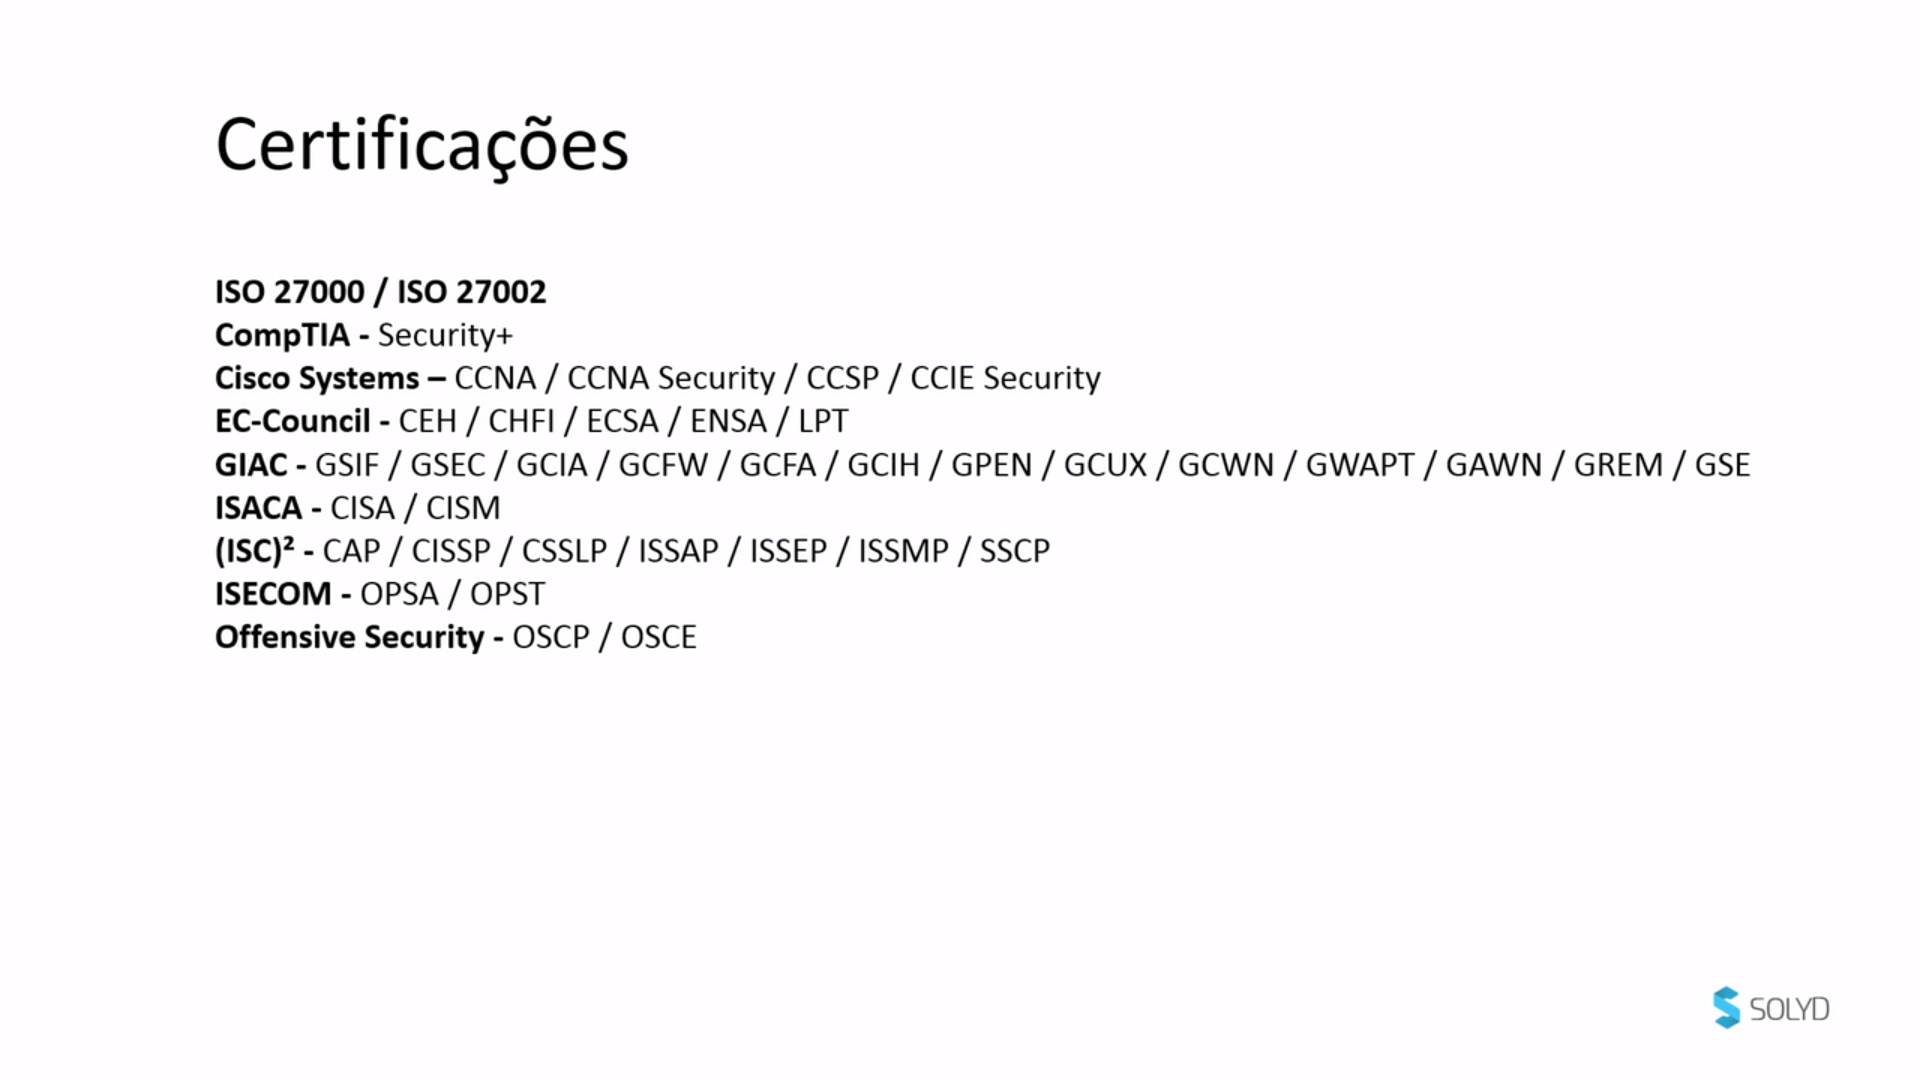 Certificações
ISO 27000 / ISO 27002
CompTIA - Security+
Cisco Systems – CCNA / CCNA Security / CCSP / CCIE Security
EC-Council - CEH / CHFI / ECSA / ENSA / LPT
GIAC - GSIF / GSEC / GCIA / GCFW / GCFA / GCIH / GPEN / GCUX / GCWN / GWAPT / GAWN / GREM / GSE
ISACA - CISA / CISM
(ISC)² - CAP / CISSP / CSSLP / ISSAP / ISSEP / ISSMP / SSCP
ISECOM - OPSA / OPST
Offensive Security - OSCP / OSCE
SOLYD